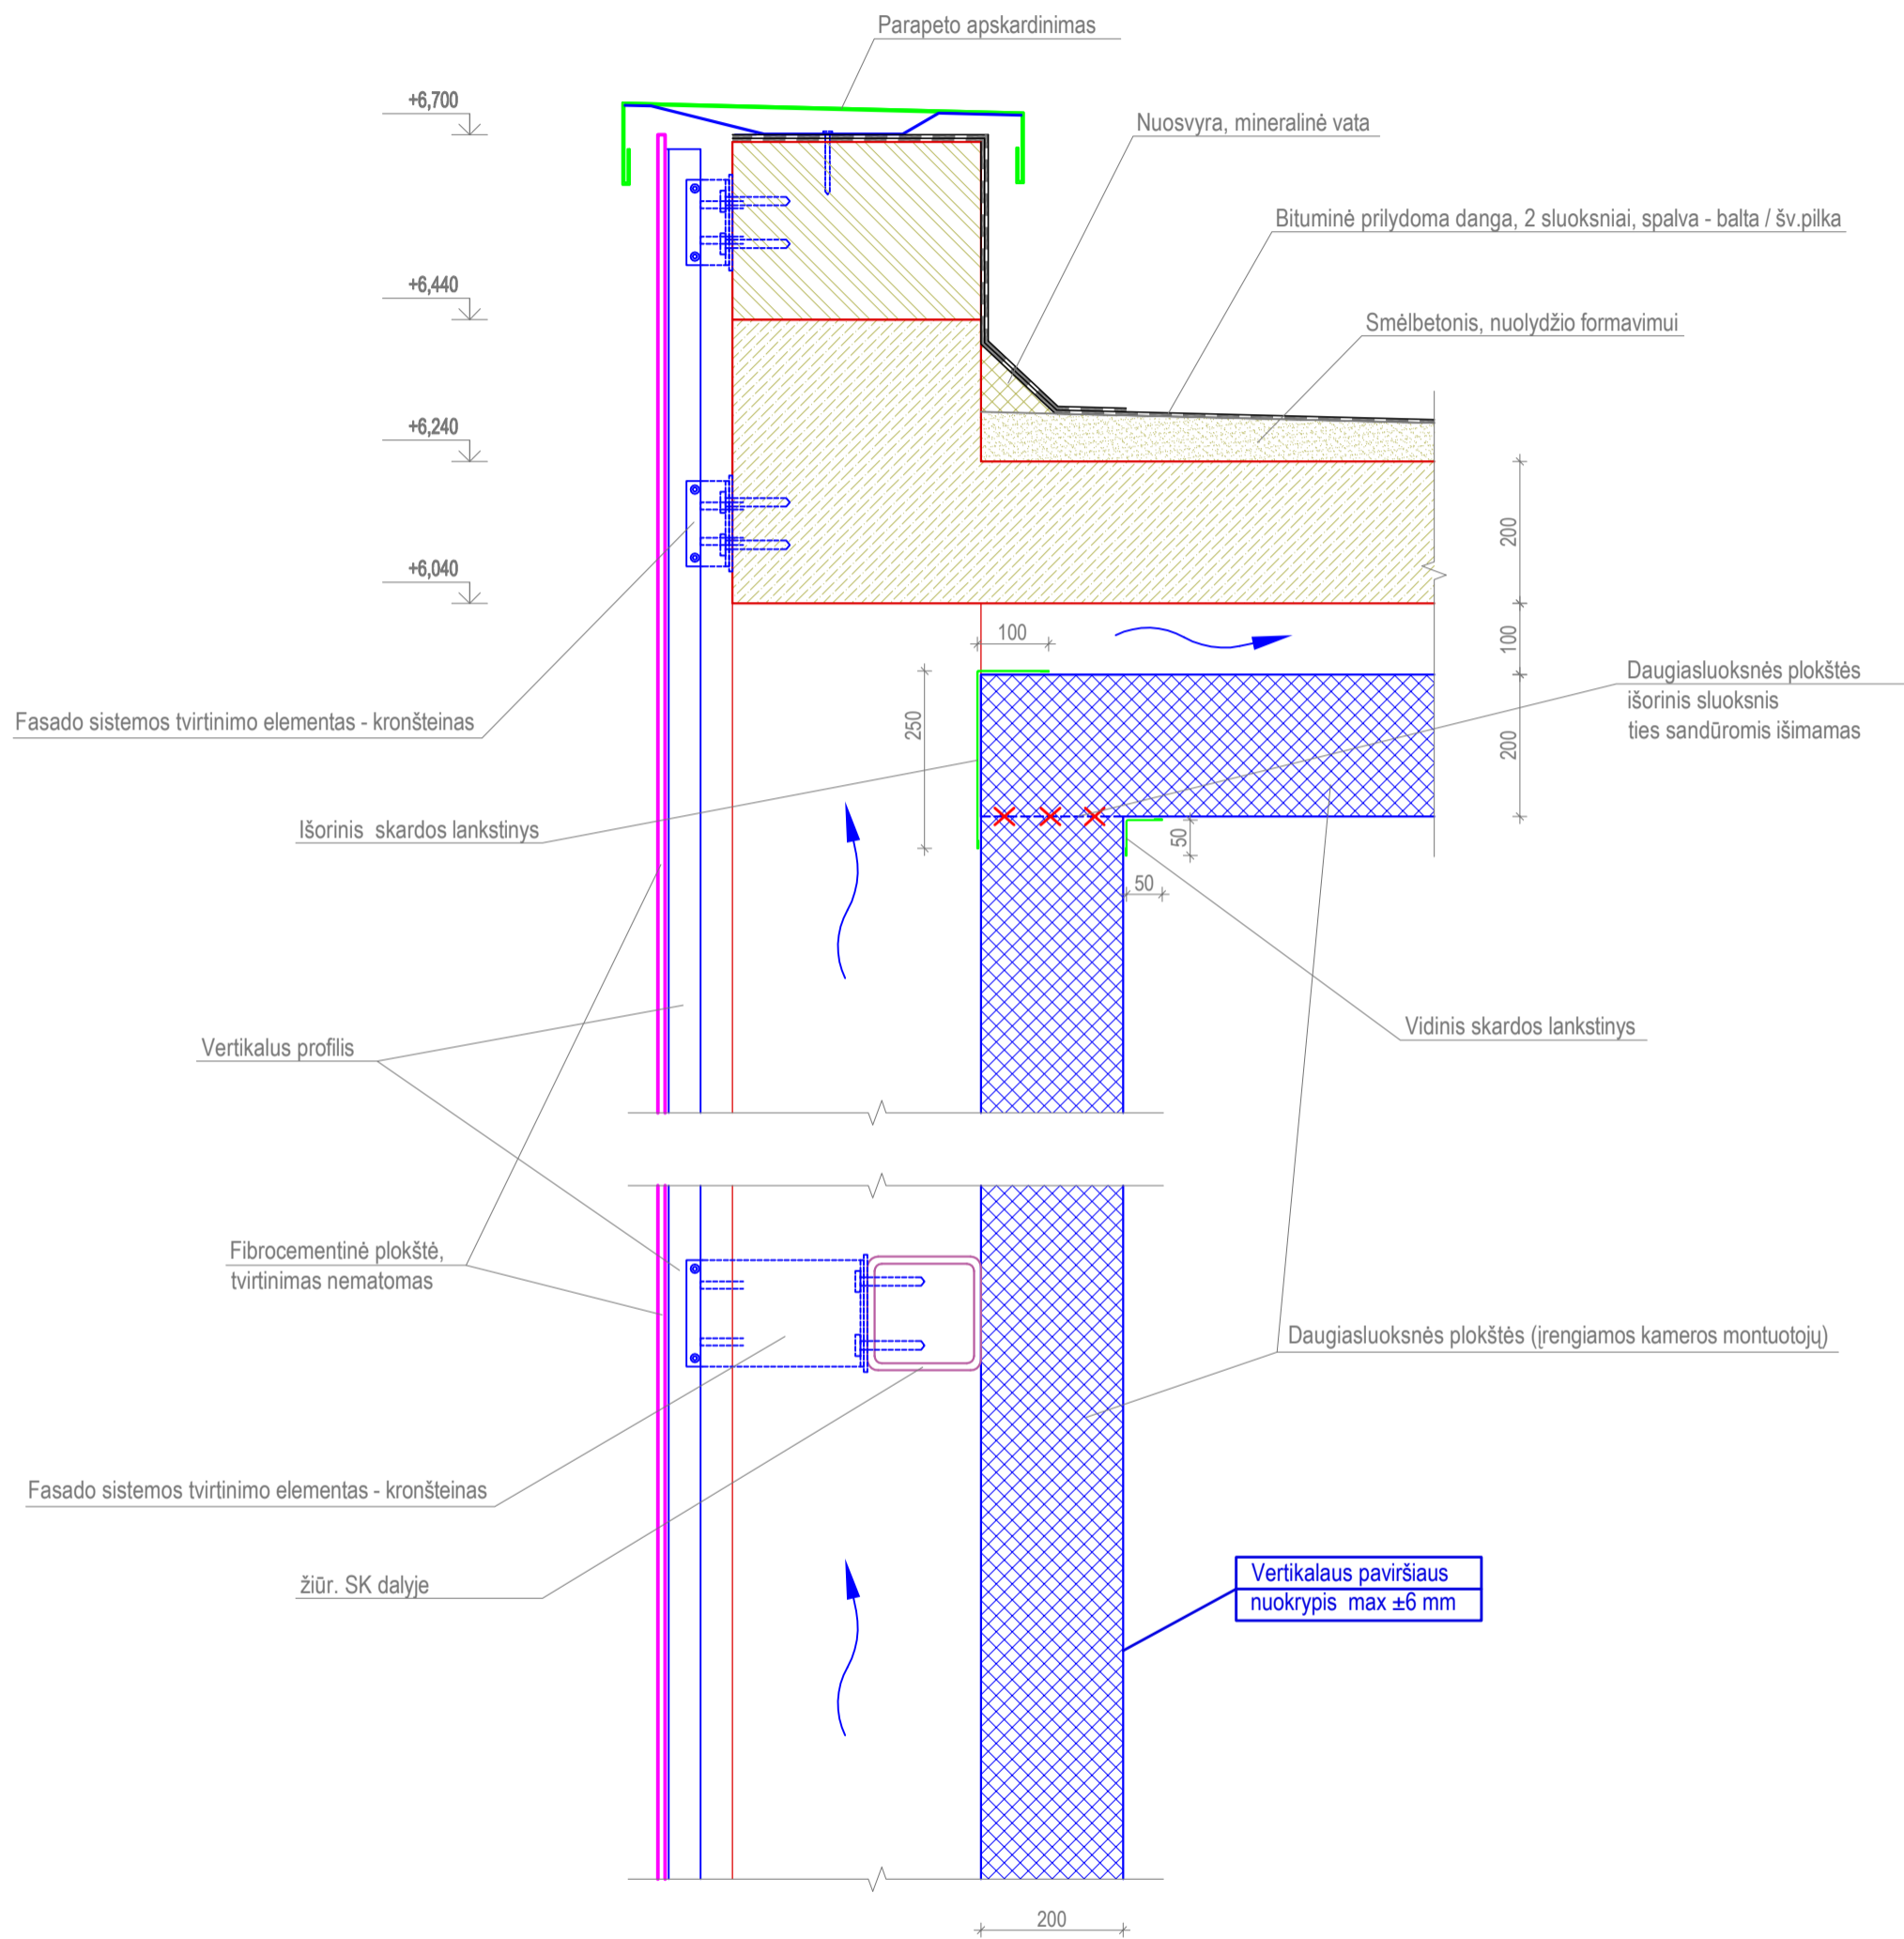 Parapeto apskardinimas
+6,700
Nuosvyra, mineralinė vata
Bituminė prilydoma danga, 2 sluoksniai, spalva - balta / šv.pilka
+6,440
Smėlbetonis, nuolydžio formavimui
+6,240
200
+6,040
100
100
Daugiasluoksnės plokštės
išorinis sluoksnis
ties sandūromis išimamas
Fasado sistemos tvirtinimo elementas - kronšteinas
250
200
Išorinis skardos lankstinys
50
50
Vidinis skardos lankstinys
Vertikalus profilis
Fibrocementinė plokštė,
tvirtinimas nematomas
Daugiasluoksnės plokštės (įrengiamos kameros montuotojų)
Fasado sistemos tvirtinimo elementas - kronšteinas
žiūr. SK dalyje
Vertikalaus paviršiaus
nuokrypis max ±6 mm
200